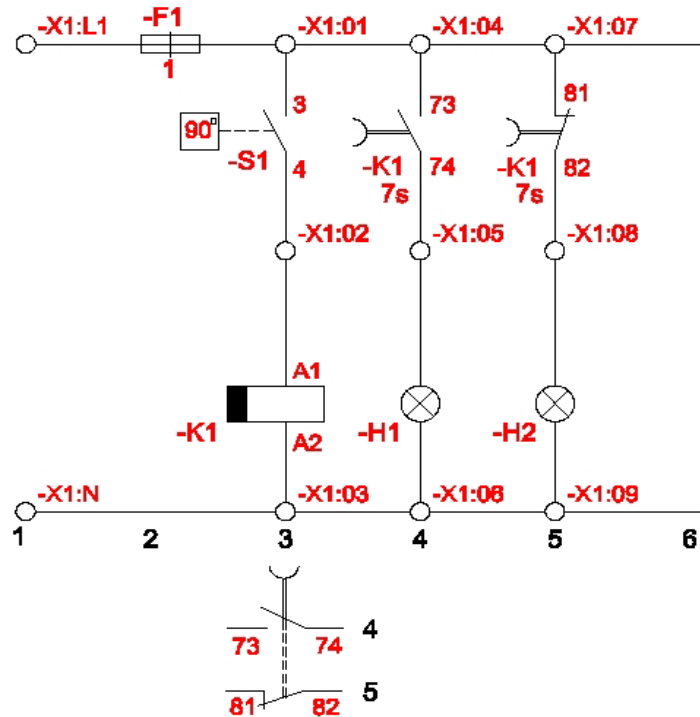 -X1:L1 -F1 -X1:01 -X1:04 -X1:07
1
3 73 81
90°
-S1 -K1 -K1
4 74 82
7s 7s
-X1:02 -X1:05 -X1:08
A1
-K1 -H1 -H2
A2
-X1:N -X1:03 -X1:06 -X1:09
1 2 3 4 5 6
73 74 4
81 82 5